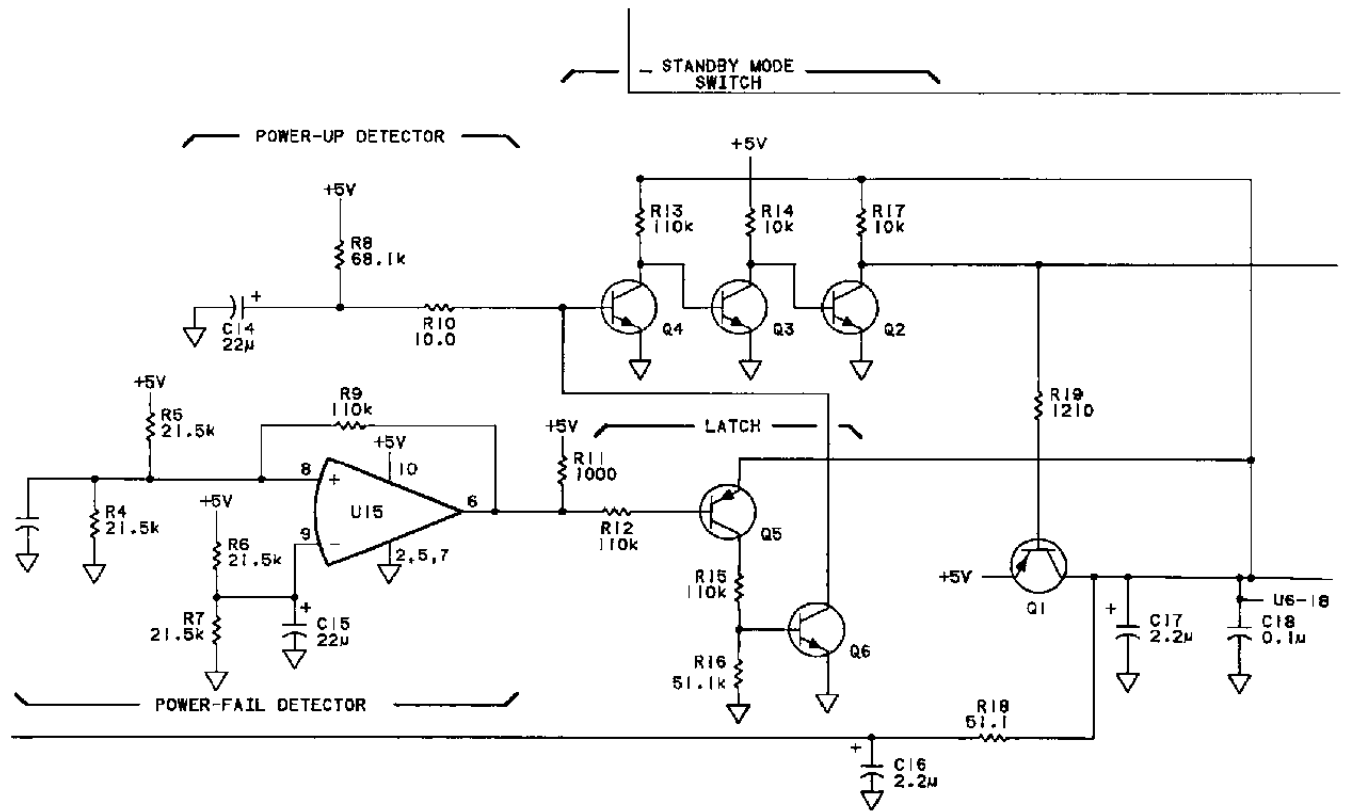 STANDBY MODE
SWITCH
POWER-UP DETECTOR
+5V
+5V
R13
110k
R14
10k
R17
10k
R8
68.1k
+
C14
22µ
R10
10.0
Q4
Q3
Q2
+5V
R5
21.5k
R9
110k
+5V
LATCH
R19
1210
+5V
10
R11
1000
8
+
U15
6
R4
21.5k
+5V
9
−
R6
21.5k
2,5,7
R12
110k
Q5
R7
21.5k
+
C15
22µ
R15
110k
+5V
Q1
U6-18
+
C17
2.2µ
C18
0.1µ
Q6
R16
51.1k
POWER-FAIL DETECTOR
R18
51.1
+
C16
2.2µ